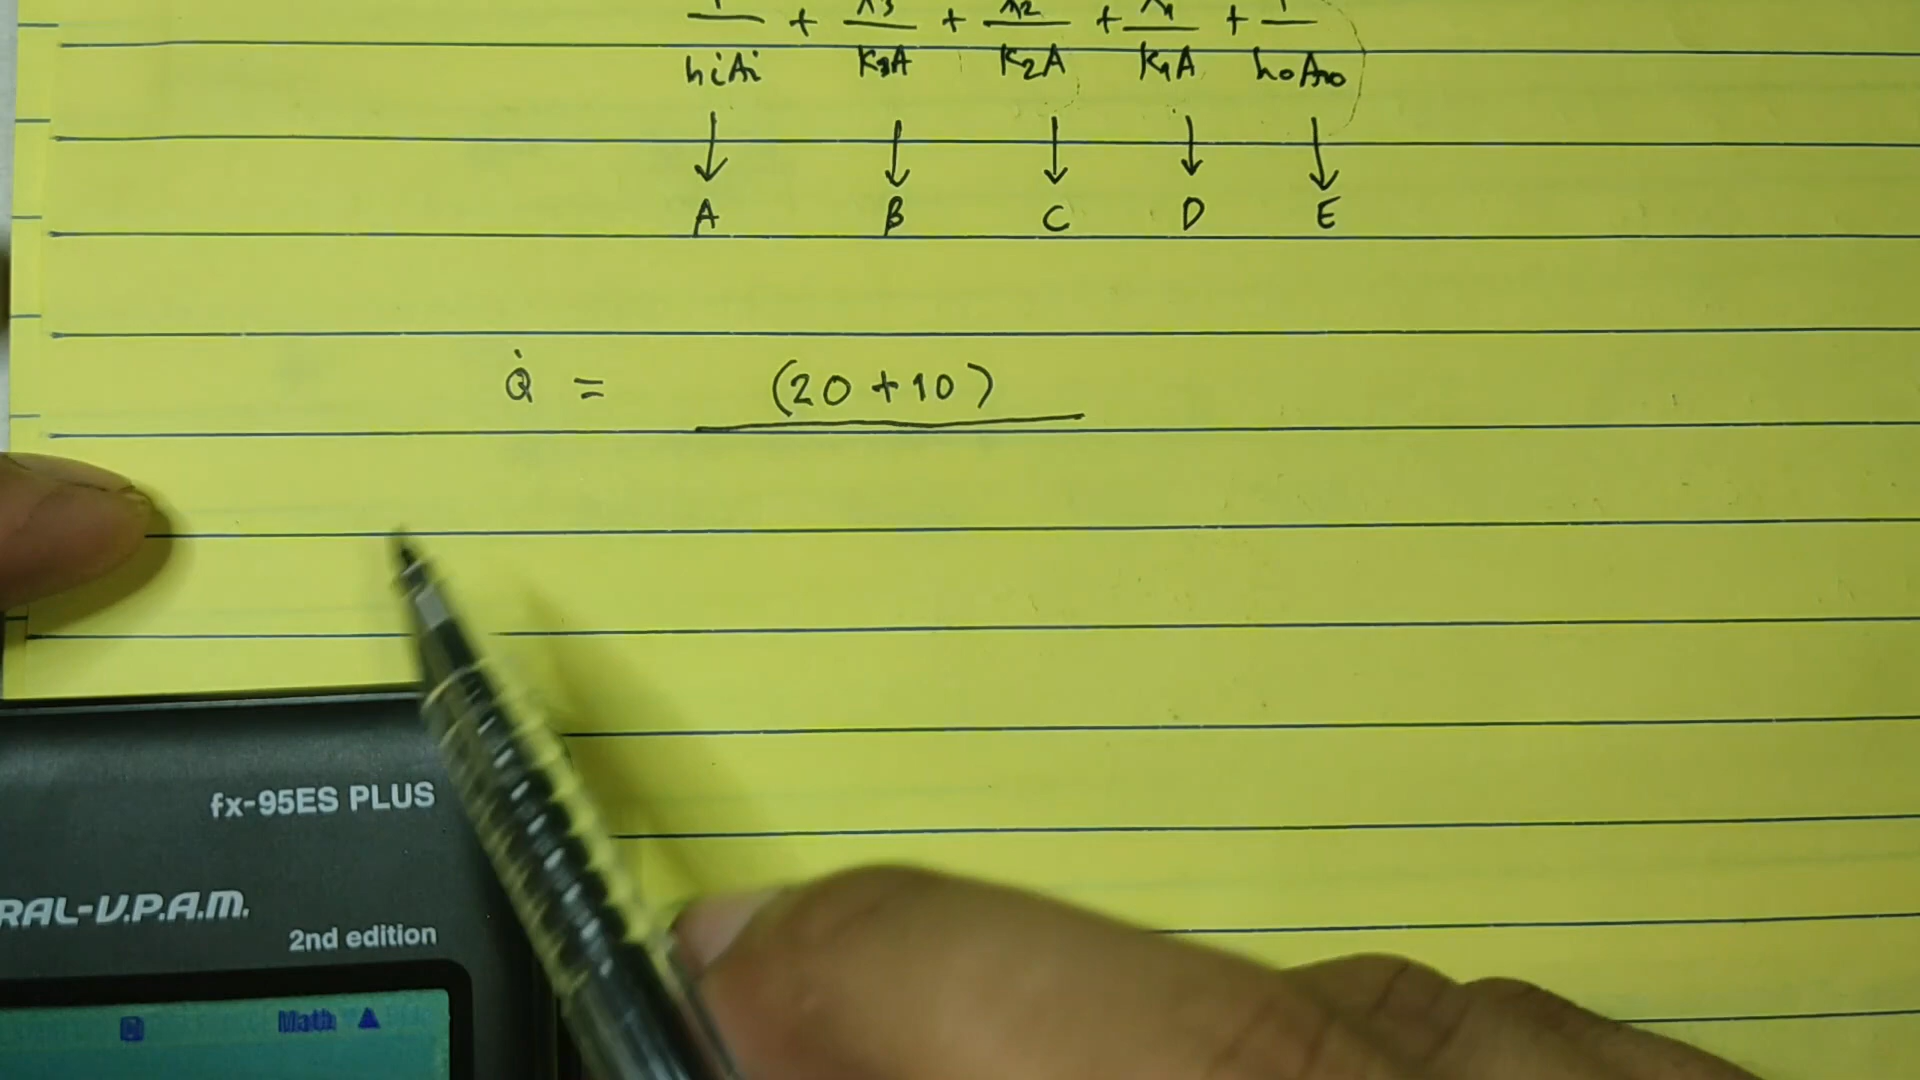 + + + +
hiAi K3A K2A K1A hoAo
A B C D E
Q̇ = (20 + 10)
fx-95ES PLUS
RAL-V.P.A.M.
2nd edition
Math ▲